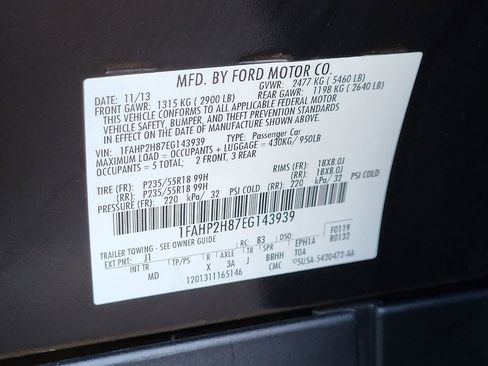 MFD. BY FORD MOTOR CO.
DATE: 11/13 GVWR: 2477 KG (5460 LB)
FRONT GAWR: 1315 KG (2900 LB) REAR GAWR: 1198 KG (2640 LB)
THIS VEHICLE CONFORMS TO ALL APPLICABLE FEDERAL MOTOR
VEHICLE SAFETY, BUMPER, AND THEFT PREVENTION STANDARDS
IN EFFECT ON THE DATE OF MANUFACTURE SHOWN ABOVE.
VIN: 1FAHP2H87EG143939 TYPE: Passenger Car
MAXIMUM LOAD = OCCUPANTS + LUGGAGE = 430KG/950LB
OCCUPANTS = 5 TOTAL; 2 FRONT, 3 REAR
TIRE (FR): P235/55R18 99H RIMS (FR): 18X8.0J
(RR): P235/55R18 99H (RR): 18X8.0J
PRESSURE (FR): 220 kPa/ 32 PSI COLD (RR): 220 kPa/ 32 PSI COLD
1FAHP2H87EG143939
TRAILER TOWING - SEE OWNER GUIDE F0119
R0132
EXT PNT: J1 RC: 83 DSO:
INT TR TP/PS R AXLE TR EPH1A
MD X 3A J BBHH TOA
1201311165146 CMC SUSA-5420472-AA